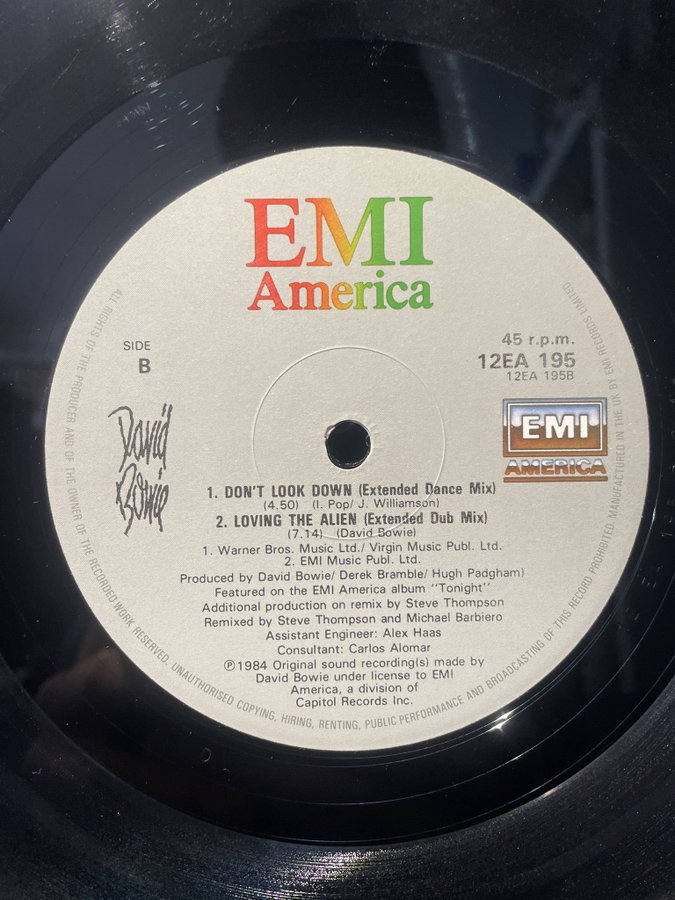 EMI
America
SIDE
B
45 r.p.m.
12EA 195
12EA 195B
David
Bowie
EMI
AMERICA
1. DON'T LOOK DOWN (Extended Dance Mix)
(4.50) (I. Pop/ J. Williamson)
2. LOVING THE ALIEN (Extended Dub Mix)
(7.14) (David Bowie)
1. Warner Bros. Music Ltd./ Virgin Music Publ. Ltd.
2. EMI Music Publ. Ltd.
Produced by David Bowie/ Derek Bramble/ Hugh Padgham)
Featured on the EMI America album "Tonight"
Additional production on remix by Steve Thompson
Remixed by Steve Thompson and Michael Barbiero
Assistant Engineer: Alex Haas
Consultant: Carlos Alomar
℗1984 Original sound recording(s) made by
David Bowie under license to EMI
America, a division of
Capitol Records Inc.
ALL RIGHTS OF THE PRODUCER AND OF THE OWNER OF THE RECORDED WORK RESERVED. UNAUTHORISED COPYING, HIRING, RENTING, PUBLIC PERFORMANCE AND BROADCASTING OF THIS RECORD PROHIBITED. MANUFACTURED IN THE UK BY EMI RECORDS LIMITED